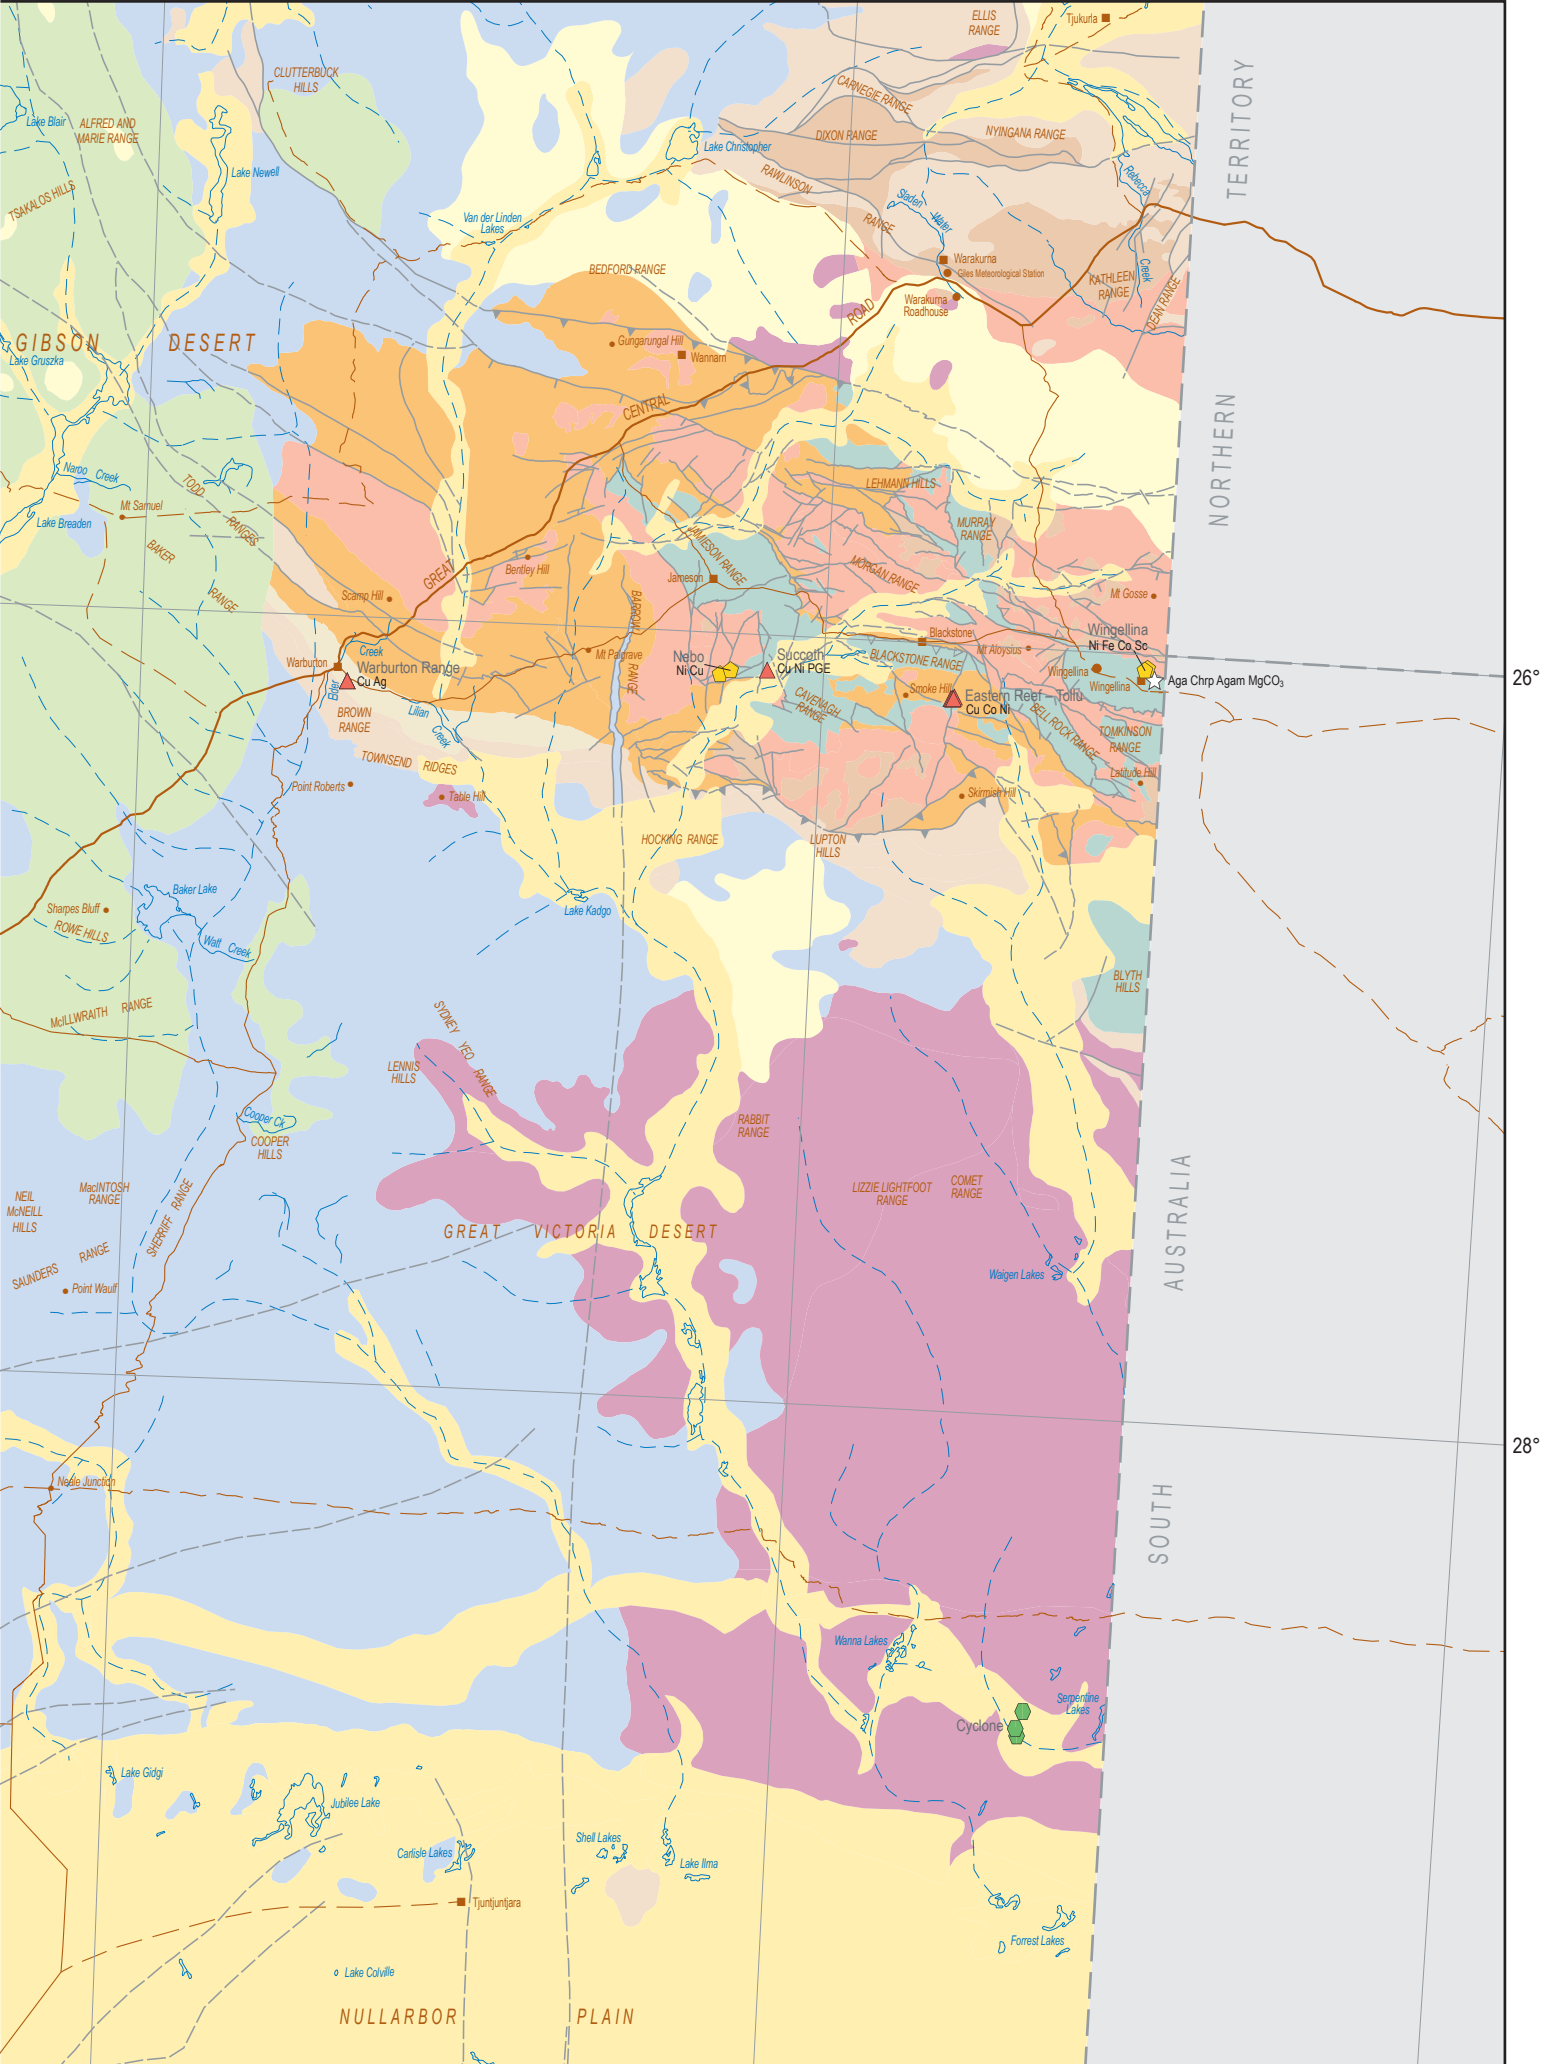 ELLIS
RANGE
Tjukurla
CLUTTERBUCK
HILLS
CARNEGIE RANGE
TERRITORY
Lake Blair
ALFRED AND
MARIE RANGE
DIXON RANGE
NYINGANA RANGE
Lake Christopher
Lake Newell
RAWLINSON
RANGE
Rebecca
Creek
TSAKALOS HILLS
Sladen Water
Van der Linden
Lakes
Warakurna
Giles Meteorological Station
BEDFORD RANGE
KATHLEEN
RANGE
DEAN RANGE
Warakurna
Roadhouse
ROAD
GIBSON DESERT
Gungarungal Hill
Wannarn
Lake Gruszka
CENTRAL
NORTHERN
Naroo Creek
TODD
RANGES
LEHMANN HILLS
Mt Samuel
Lake Breaden
MURRAY
RANGE
BAKER
RANGE
JAMIESON RANGE
Bentley Hill
GREAT
MORGAN RANGE
Jameson
Scamp Hill
BARROW
RANGE
Mt Gosse
Wingellina
Ni Fe Co Sc
Blackstone
Creek
Elder
Mt Palgrave
Nebo
Ni Cu
Succoth
Cu Ni PGE
BLACKSTONE RANGE
Mt Aloysius
Warburton
Warburton Range
Cu Ag
Wingellina
Wingellina
Aga Chrp Agam MgCO₃
26°
Smoke Hill
Eastern Reef – Tollu
Cu Co Ni
CAVENAGH
RANGE
BELL ROCK RANGE
BROWN
RANGE
Lilian
Creek
TOMKINSON
RANGE
TOWNSEND RIDGES
Latitude Hill
Point Roberts
Table Hill
Skirmish Hill
HOCKING RANGE
LUPTON
HILLS
Baker Lake
Sharpes Bluff
ROWE HILLS
Lake Kadgo
Watt Creek
BLYTH
HILLS
McILLWRAITH RANGE
SYDNEY YEO RANGE
LENNIS
HILLS
Cooper Ck
COOPER
HILLS
RABBIT
RANGE
NEIL
McNEILL
HILLS
MacINTOSH
RANGE
SHERRIFF RANGE
LIZZIE LIGHTFOOT
RANGE
COMET
RANGE
AUSTRALIA
GREAT VICTORIA DESERT
SAUNDERS RANGE
Point Waulf
Waigen Lakes
28°
Neale Junction
SOUTH
Wanna Lakes
Serpentine
Lakes
Cyclone
Lake Gidgi
Jubilee Lake
Shell Lakes
Carlisle Lakes
Lake Ilma
Tjuntjuntjara
Forrest Lakes
Lake Colville
NULLARBOR PLAIN